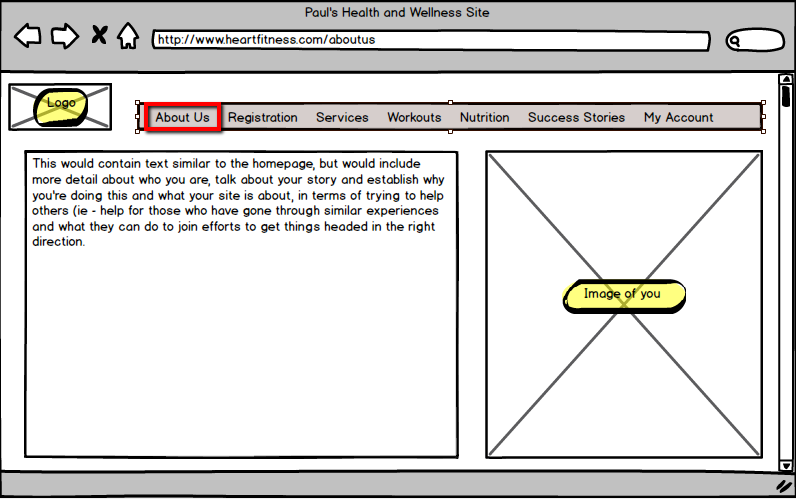 Paul's Health and Wellness Site
http://www.heartfitness.com/aboutus
Logo
About Us Registration Services Workouts Nutrition Success Stories My Account
This would contain text similar to the homepage, but would include
more detail about who you are, talk about your story and establish why
you're doing this and what your site is about, in terms of trying to help
others (ie - help for those who have gone through similar experiences
and what they can do to join efforts to get things headed in the right
direction.
Image of you